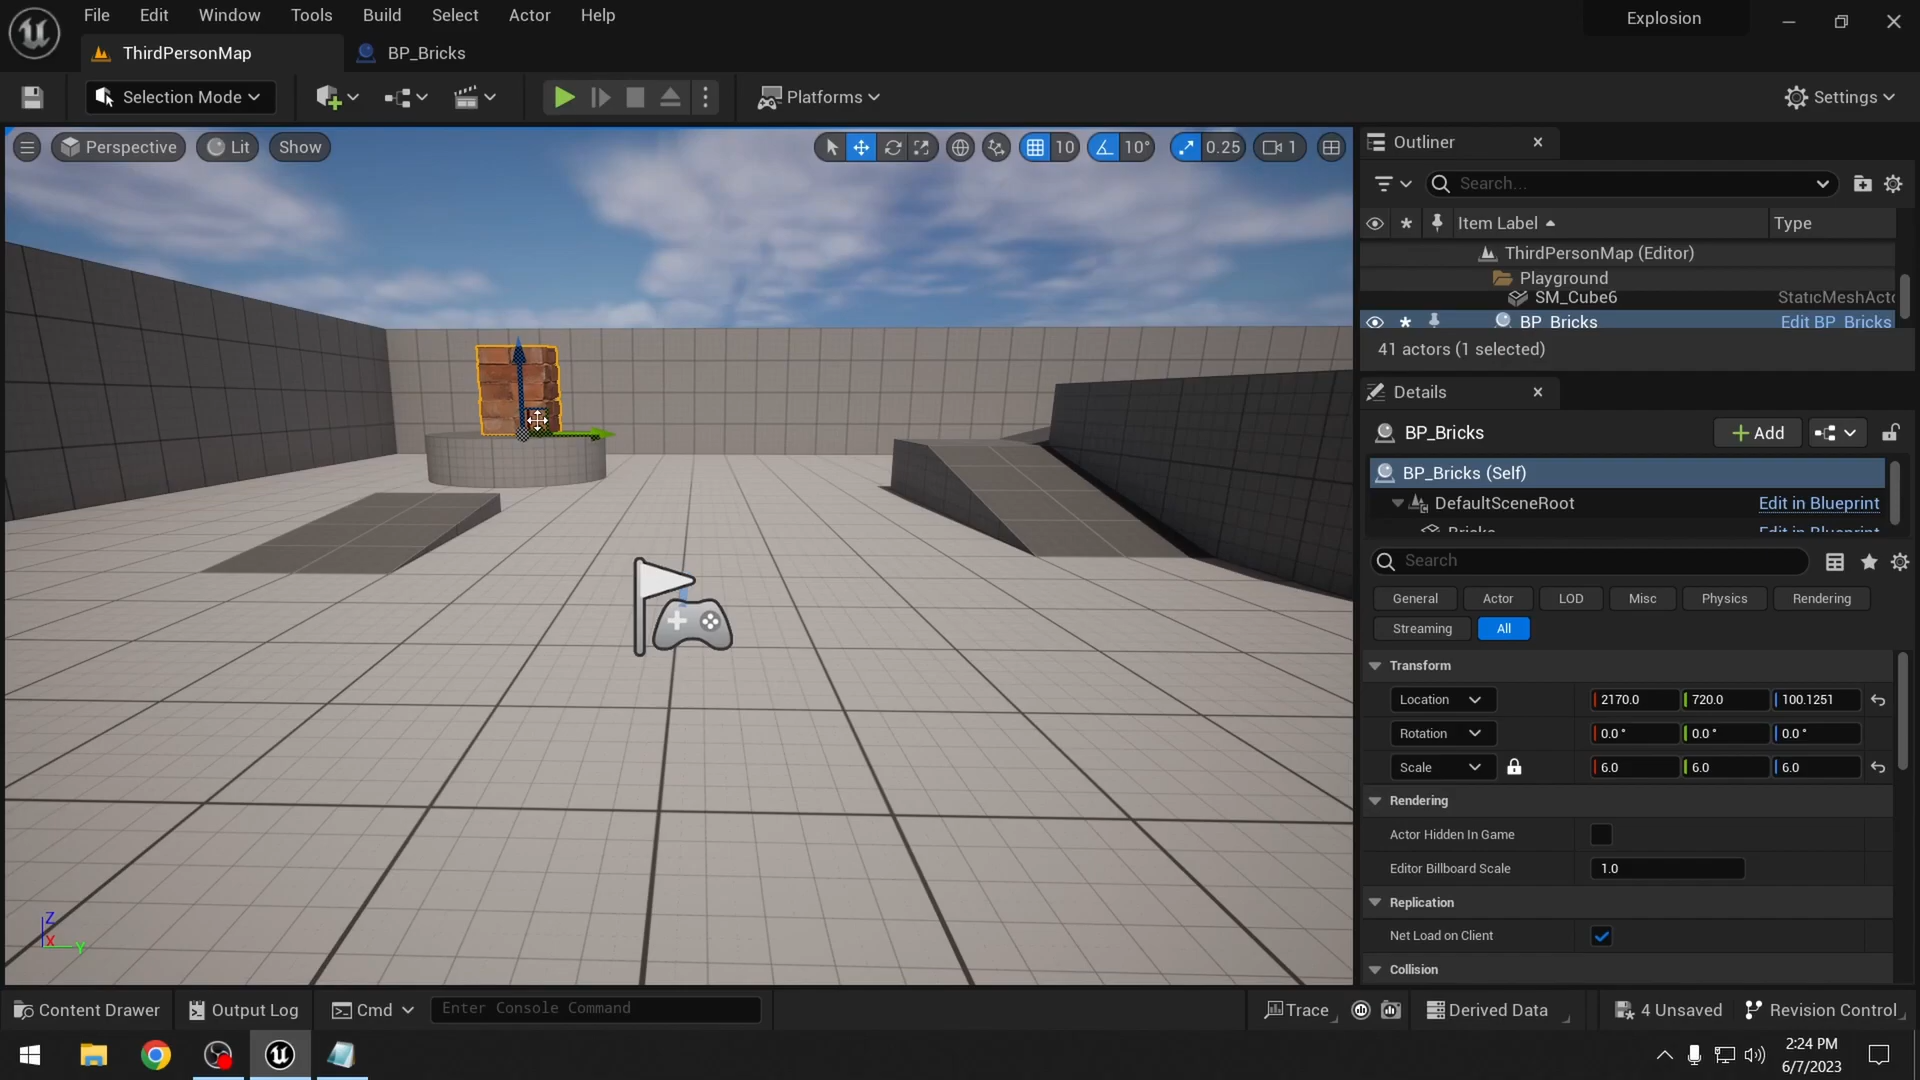 File Edit Window Tools Build Select Actor Help
Explosion
ThirdPersonMap
BP_Bricks
Selection Mode
Platforms
Settings
Perspective
Lit
Show
10
10°
0.25
1
Outliner
Search...
Item Label
Type
ThirdPersonMap (Editor)
Playground
SM_Cube6
StaticMeshActo
BP_Bricks
Edit BP_Bricks
41 actors (1 selected)
Details
BP_Bricks
Add
BP_Bricks (Self)
DefaultSceneRoot
Edit in Blueprint
Bricks
Edit in Blueprint
Search
General
Actor
LOD
Misc
Physics
Rendering
Streaming
All
Transform
Location
2170.0
720.0
100.1251
Rotation
0.0 °
0.0 °
0.0 °
Scale
6.0
6.0
6.0
Rendering
Actor Hidden In Game
Editor Billboard Scale
1.0
Replication
Net Load on Client
Collision
Z
X
Y
Content Drawer
Output Log
Cmd
Enter Console Command
Trace
Derived Data
4 Unsaved
Revision Control
2:24 PM
6/7/2023